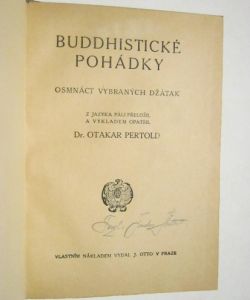 BUDDHISTICKÉ
POHÁDKY
OSMNÁCT VYBRANÝCH DŽÁTAK
Z JAZYKA PÁLI PŘELOŽIL
A VÝKLADEM OPATŘIL
Dr. OTAKAR PERTOLD
VLASTNÍM NÁKLADEM VYDAL J. OTTO V PRAZE